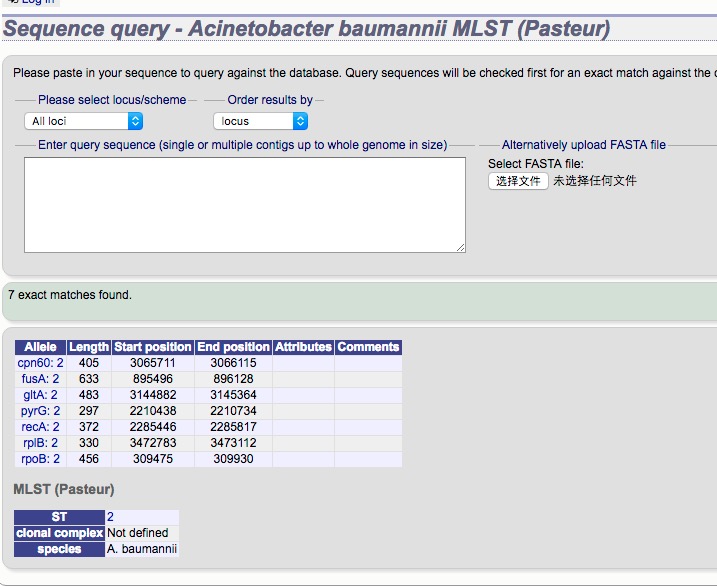 Log in
Sequence query - Acinetobacter baumannii MLST (Pasteur)
Please paste in your sequence to query against the database. Query sequences will be checked first for an exact match against the
Please select locus/scheme Order results by
All loci locus
Enter query sequence (single or multiple contigs up to whole genome in size) Alternatively upload FASTA file
Select FASTA file:
选择文件 未选择任何文件
7 exact matches found.
Allele Length Start position End position Attributes Comments
cpn60: 2 405 3065711 3066115
fusA: 2 633 895496 896128
gltA: 2 483 3144882 3145364
pyrG: 2 297 2210438 2210734
recA: 2 372 2285446 2285817
rplB: 2 330 3472783 3473112
rpoB: 2 456 309475 309930
MLST (Pasteur)
ST 2
clonal complex Not defined
species A. baumannii